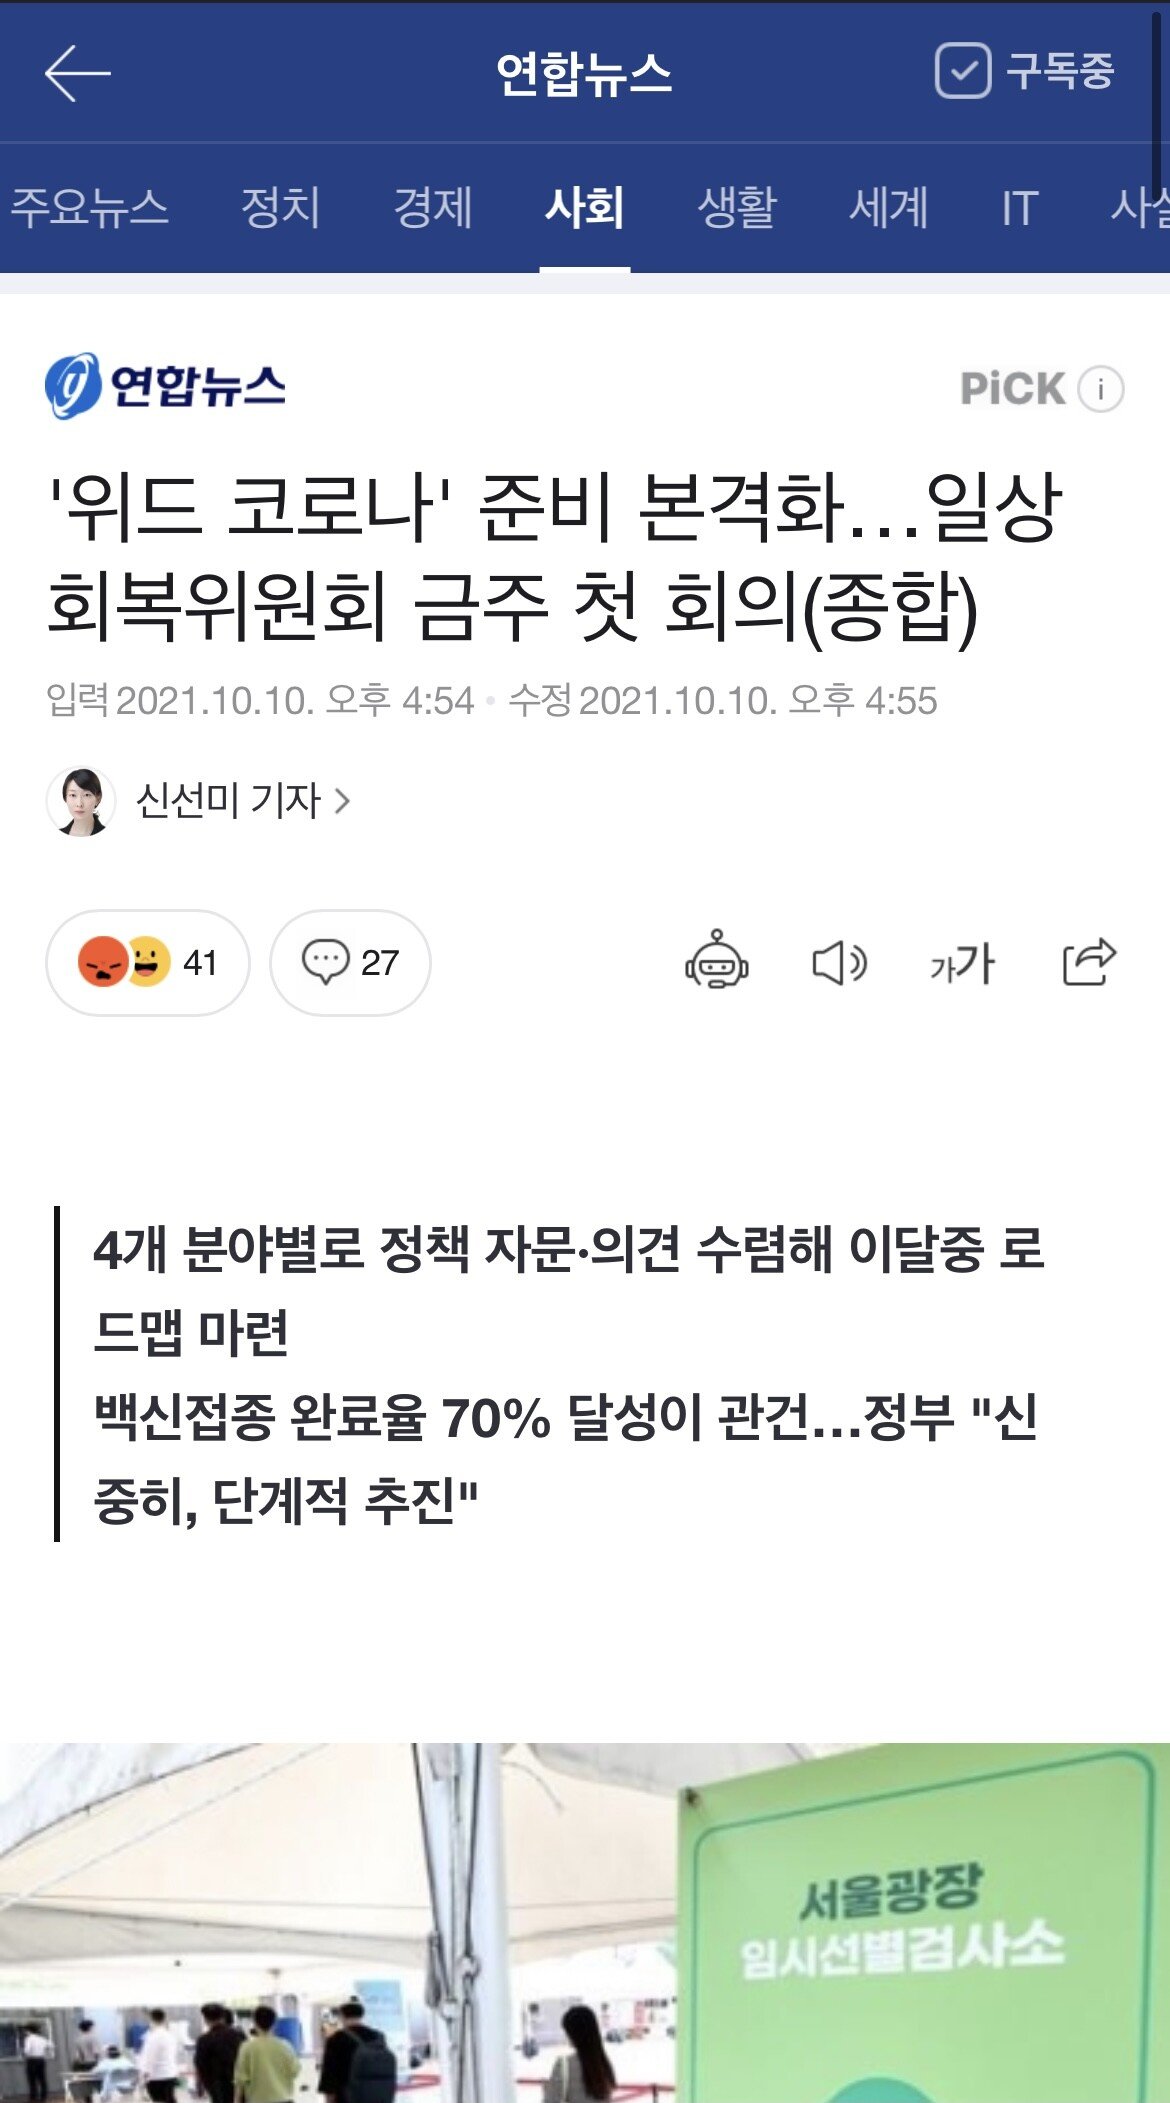 연합뉴스
구독중
주요뉴스 정치 경제 사회 생활 세계 IT
연합뉴스
PiCK i
'위드 코로나' 준비 본격화...일상
회복위원회 금주 첫 회의(종합)
입력 2021.10.10. 오후 4:54 · 수정 2021.10.10. 오후 4:55
신선미 기자
41
27
가가
4개 분야별로 정책 자문·의견 수렴해 이달중 로
드맵 마련
백신접종 완료율 70% 달성이 관건...정부 "신
중히, 단계적 추진"
서울광장
임시선별검사소